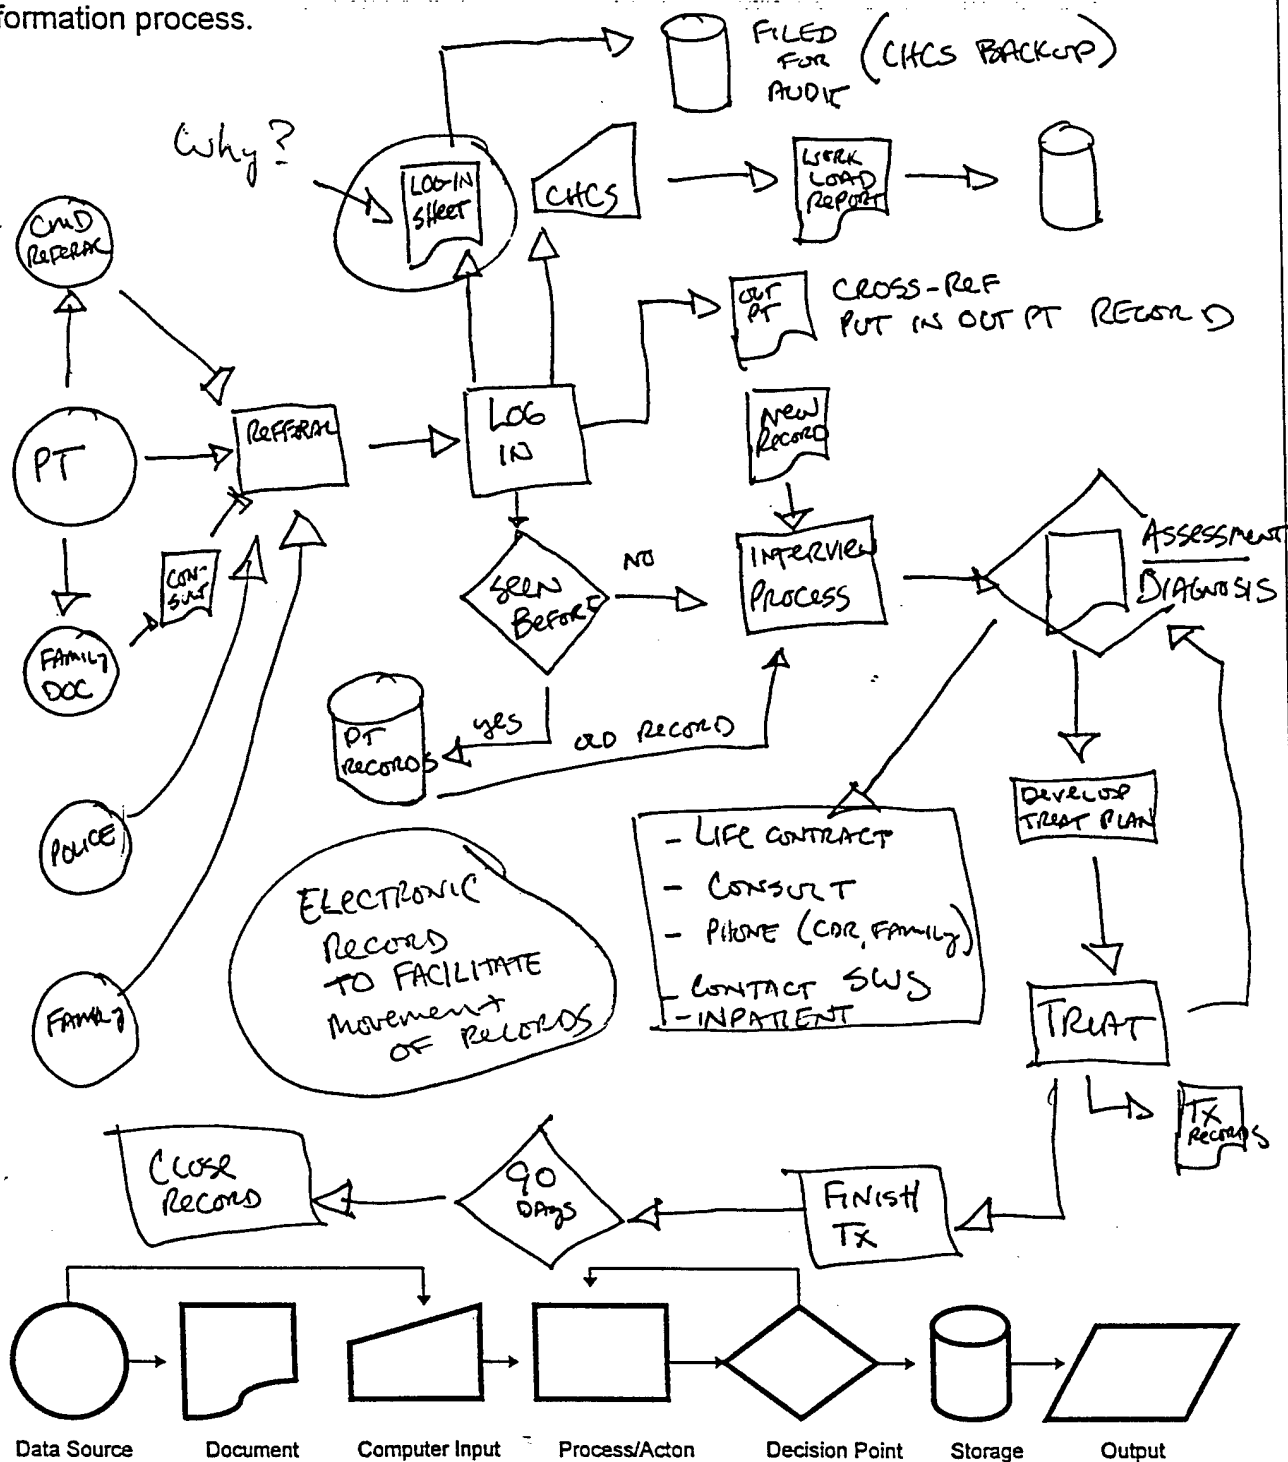 formation process.
FILED
FOR
AUDIT
(CHCS BACKUP)
Why?
LOG-IN
SHEET
CHCS
WORK
LOAD
REPORT
CMD
REFERAL
OUT
PT
CROSS-REF
PUT IN OUT PT RECORD
PT
REFFERAL
LOG
IN
NEW
RECORD
CON-
SULT
SEEN
BEFORE
NO
INTERVIEW
PROCESS
ASSESSMENT
DIAGNOSIS
FAMILY
DOC
PT
RECORDS
yes
OLD RECORD
DEVELOP
TREAT PLAN
POLICE
- LIFE CONTRACT
- CONSULT
- PHONE (CDR, FAMILY)
- CONTACT SWS
- INPATIENT
ELECTRONIC
RECORD
TO FACILITATE
MOVEMENT
OF RECORDS
FAMILY
TREAT
TX
RECORDS
CLOSE
RECORD
90
DAYS
FINISH
TX
Data Source
Document
Computer Input
Process/Acton
Decision Point
Storage
Output